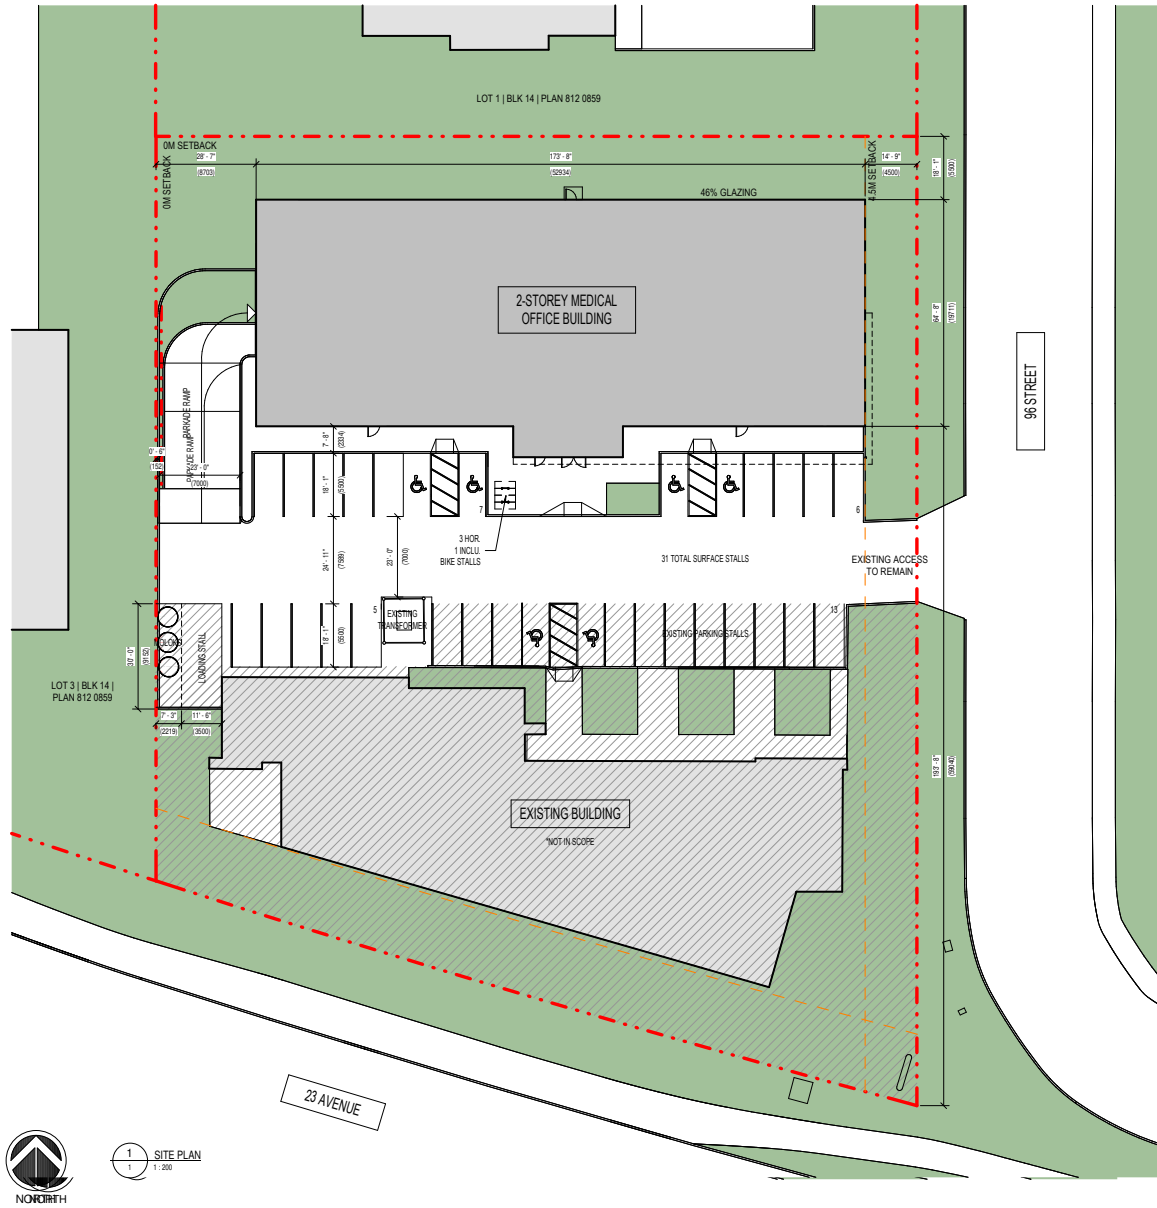 LOT 1 | BLK 14 | PLAN 812 0859
0M SETBACK
0M SETBACK
28' - 7"
(8703)
173' - 8"
(52934)
14' - 9"
(4500)
4.5M SETBACK
18' - 1"
(5500)
46% GLAZING
2-STOREY MEDICAL
OFFICE BUILDING
64' - 8"
(19711)
96 STREET
PARKADE RAMP
PARKADE RAMP
0' - 6"
(152)
23' - 0"
(7000)
7' - 8"
(2334)
18' - 1"
(5500)
7
6
3 HOR.
1 INCLU.
BIKE STALLS
24' - 11"
(7589)
23' - 0"
(7000)
31 TOTAL SURFACE STALLS
EXISTING ACCESS
TO REMAIN
5
EXISTING
TRANSFORMER
13
18' - 1"
(5500)
EXISTING PARKING STALLS
LOADING STALL
30' - 0"
(9152)
LOT 3 | BLK 14 |
PLAN 812 0859
7' - 3"
(2219)
11' - 6"
(3500)
193' - 8"
(59040)
EXISTING BUILDING
*NOT IN SCOPE
23 AVENUE
1
1
SITE PLAN
1 : 200
NORTH
NORTH